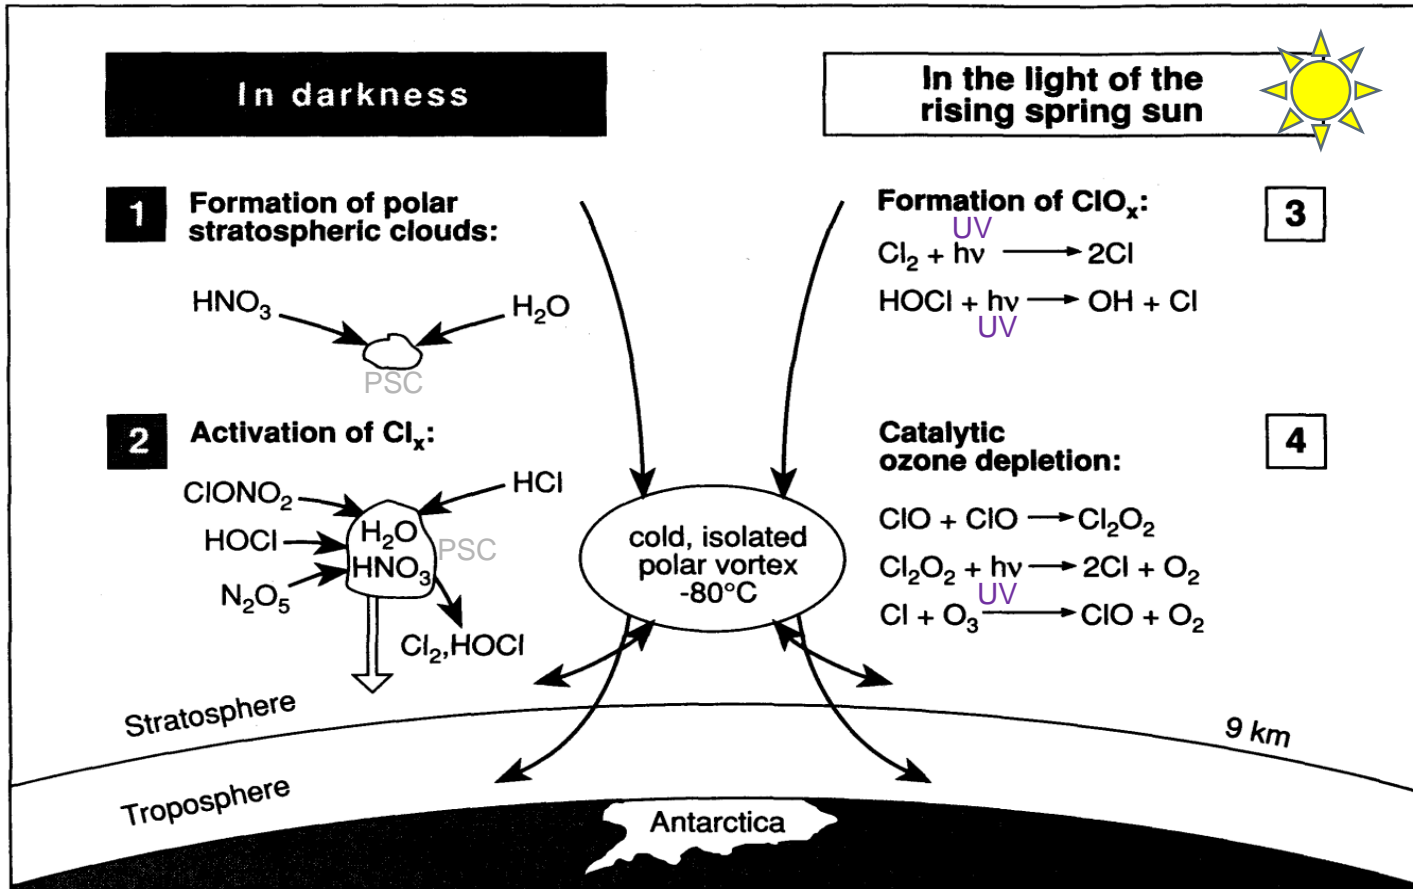 In darkness
In the light of the
rising spring sun
1
Formation of polar
stratospheric clouds:
HNO₃
H₂O
PSC
2
Activation of Clₓ:
ClONO₂
HCl
HOCl
H₂O
PSC
HNO₃
N₂O₅
Cl₂,HOCl
cold, isolated
polar vortex
-80°C
Formation of ClOₓ:
3
UV
Cl₂ + hν ⟶ 2Cl
HOCl + hν ⟶ OH + Cl
UV
Catalytic
ozone depletion:
4
ClO + ClO ⟶ Cl₂O₂
Cl₂O₂ + hν ⟶ 2Cl + O₂
UV
Cl + O₃ ⟶ ClO + O₂
Stratosphere
9 km
Troposphere
Antarctica